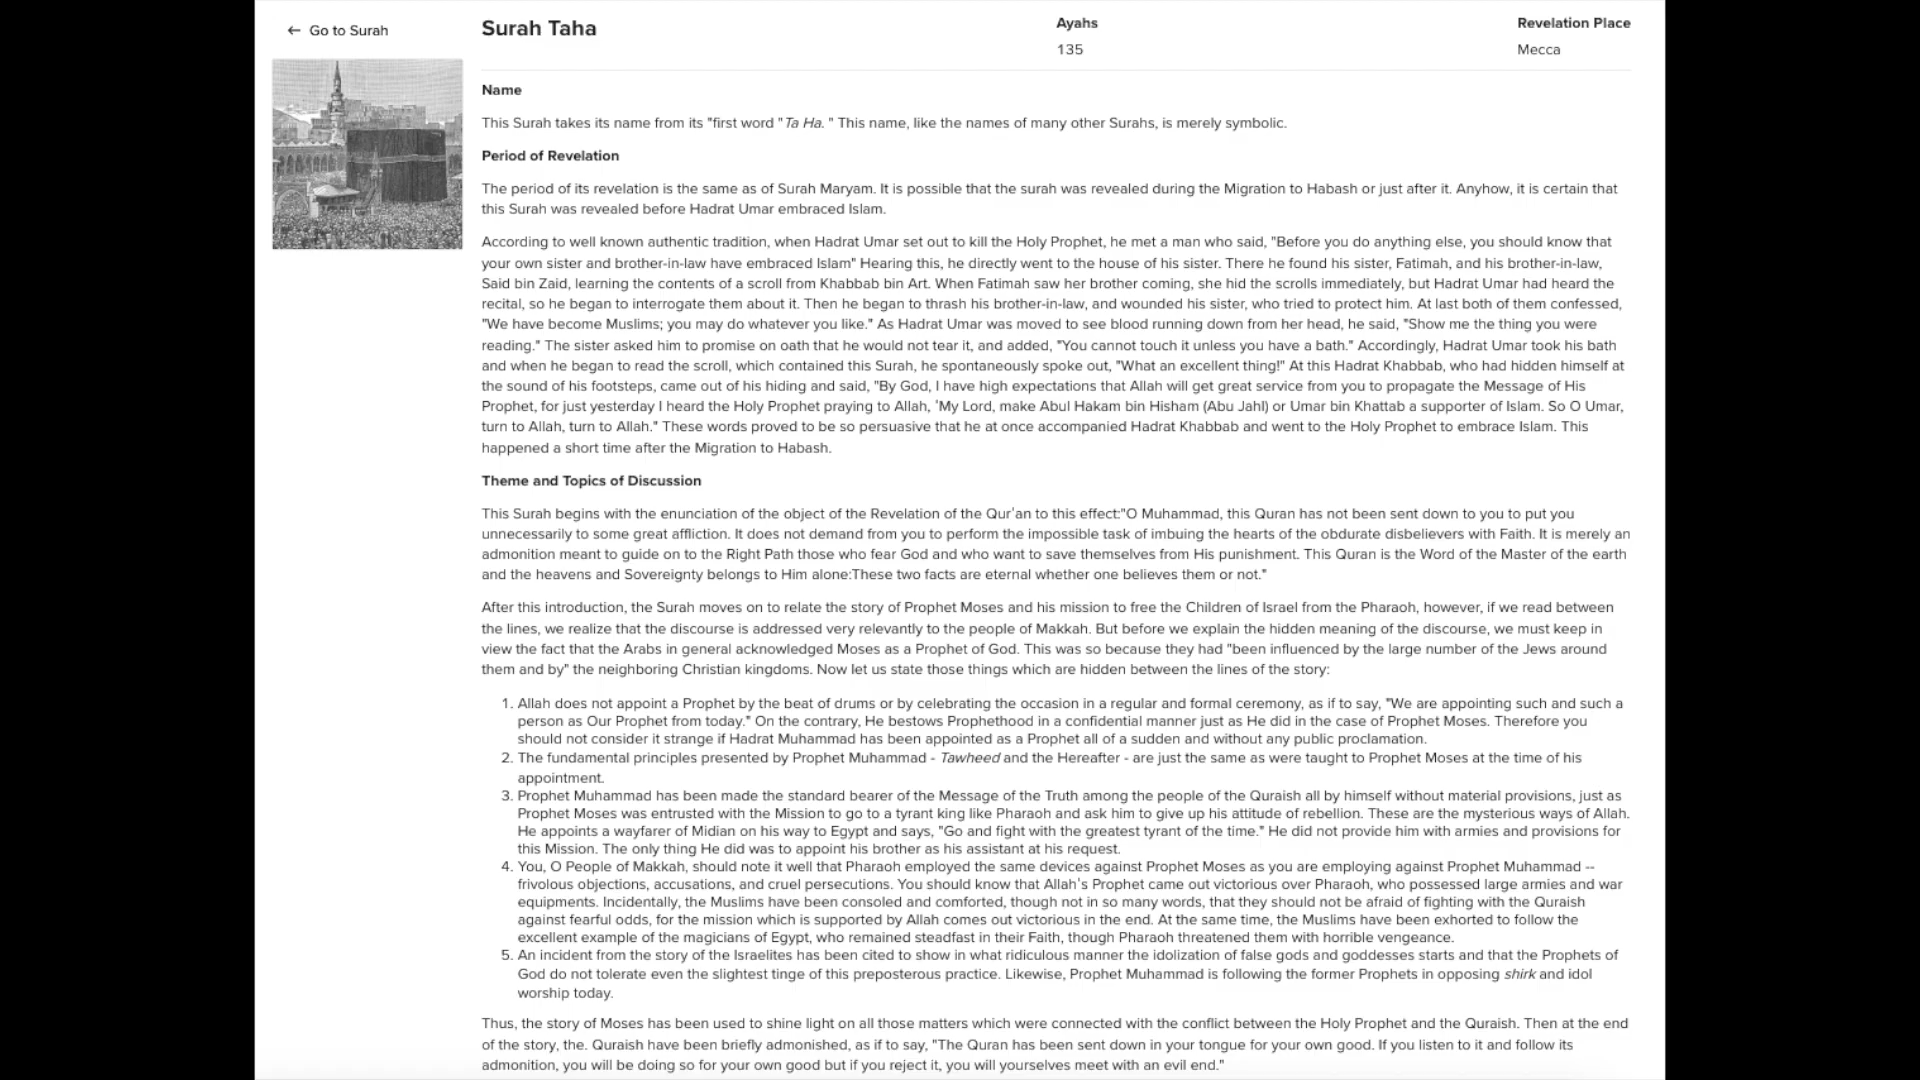 ← Go to Surah
Surah Taha
Ayahs
135
Revelation Place
Mecca
Name
This Surah takes its name from its "first word "Ta Ha. " This name, like the names of many other Surahs, is merely symbolic.
Period of Revelation
The period of its revelation is the same as of Surah Maryam. It is possible that the surah was revealed during the Migration to Habash or just after it. Anyhow, it is certain that
this Surah was revealed before Hadrat Umar embraced Islam.
According to well known authentic tradition, when Hadrat Umar set out to kill the Holy Prophet, he met a man who said, "Before you do anything else, you should know that
your own sister and brother-in-law have embraced Islam" Hearing this, he directly went to the house of his sister. There he found his sister, Fatimah, and his brother-in-law,
Said bin Zaid, learning the contents of a scroll from Khabbab bin Art. When Fatimah saw her brother coming, she hid the scrolls immediately, but Hadrat Umar had heard the
recital, so he began to interrogate them about it. Then he began to thrash his brother-in-law, and wounded his sister, who tried to protect him. At last both of them confessed,
"We have become Muslims; you may do whatever you like." As Hadrat Umar was moved to see blood running down from her head, he said, "Show me the thing you were
reading." The sister asked him to promise on oath that he would not tear it, and added, "You cannot touch it unless you have a bath." Accordingly, Hadrat Umar took his bath
and when he began to read the scroll, which contained this Surah, he spontaneously spoke out, "What an excellent thing!" At this Hadrat Khabbab, who had hidden himself at
the sound of his footsteps, came out of his hiding and said, "By God, I have high expectations that Allah will get great service from you to propagate the Message of His
Prophet, for just yesterday I heard the Holy Prophet praying to Allah, 'My Lord, make Abul Hakam bin Hisham (Abu Jahl) or Umar bin Khattab a supporter of Islam. So O Umar,
turn to Allah, turn to Allah." These words proved to be so persuasive that he at once accompanied Hadrat Khabbab and went to the Holy Prophet to embrace Islam. This
happened a short time after the Migration to Habash.
Theme and Topics of Discussion
This Surah begins with the enunciation of the object of the Revelation of the Qur'an to this effect:"O Muhammad, this Quran has not been sent down to you to put you
unnecessarily to some great affliction. It does not demand from you to perform the impossible task of imbuing the hearts of the obdurate disbelievers with Faith. It is merely an
admonition meant to guide on to the Right Path those who fear God and who want to save themselves from His punishment. This Quran is the Word of the Master of the earth
and the heavens and Sovereignty belongs to Him alone:These two facts are eternal whether one believes them or not."
After this introduction, the Surah moves on to relate the story of Prophet Moses and his mission to free the Children of Israel from the Pharaoh, however, if we read between
the lines, we realize that the discourse is addressed very relevantly to the people of Makkah. But before we explain the hidden meaning of the discourse, we must keep in
view the fact that the Arabs in general acknowledged Moses as a Prophet of God. This was so because they had "been influenced by the large number of the Jews around
them and by" the neighboring Christian kingdoms. Now let us state those things which are hidden between the lines of the story:
1. Allah does not appoint a Prophet by the beat of drums or by celebrating the occasion in a regular and formal ceremony, as if to say, "We are appointing such and such a
person as Our Prophet from today." On the contrary, He bestows Prophethood in a confidential manner just as He did in the case of Prophet Moses. Therefore you
should not consider it strange if Hadrat Muhammad has been appointed as a Prophet all of a sudden and without any public proclamation.
2. The fundamental principles presented by Prophet Muhammad - Tawheed and the Hereafter - are just the same as were taught to Prophet Moses at the time of his
appointment.
3. Prophet Muhammad has been made the standard bearer of the Message of the Truth among the people of the Quraish all by himself without material provisions, just as
Prophet Moses was entrusted with the Mission to go to a tyrant king like Pharaoh and ask him to give up his attitude of rebellion. These are the mysterious ways of Allah.
He appoints a wayfarer of Midian on his way to Egypt and says, "Go and fight with the greatest tyrant of the time." He did not provide him with armies and provisions for
this Mission. The only thing He did was to appoint his brother as his assistant at his request.
4. You, O People of Makkah, should note it well that Pharaoh employed the same devices against Prophet Moses as you are employing against Prophet Muhammad --
frivolous objections, accusations, and cruel persecutions. You should know that Allah's Prophet came out victorious over Pharaoh, who possessed large armies and war
equipments. Incidentally, the Muslims have been consoled and comforted, though not in so many words, that they should not be afraid of fighting with the Quraish
against fearful odds, for the mission which is supported by Allah comes out victorious in the end. At the same time, the Muslims have been exhorted to follow the
excellent example of the magicians of Egypt, who remained steadfast in their Faith, though Pharaoh threatened them with horrible vengeance.
5. An incident from the story of the Israelites has been cited to show in what ridiculous manner the idolization of false gods and goddesses starts and that the Prophets of
God do not tolerate even the slightest tinge of this preposterous practice. Likewise, Prophet Muhammad is following the former Prophets in opposing shirk and idol
worship today.
Thus, the story of Moses has been used to shine light on all those matters which were connected with the conflict between the Holy Prophet and the Quraish. Then at the end
of the story, the. Quraish have been briefly admonished, as if to say, "The Quran has been sent down in your tongue for your own good. If you listen to it and follow its
admonition, you will be doing so for your own good but if you reject it, you will yourselves meet with an evil end."